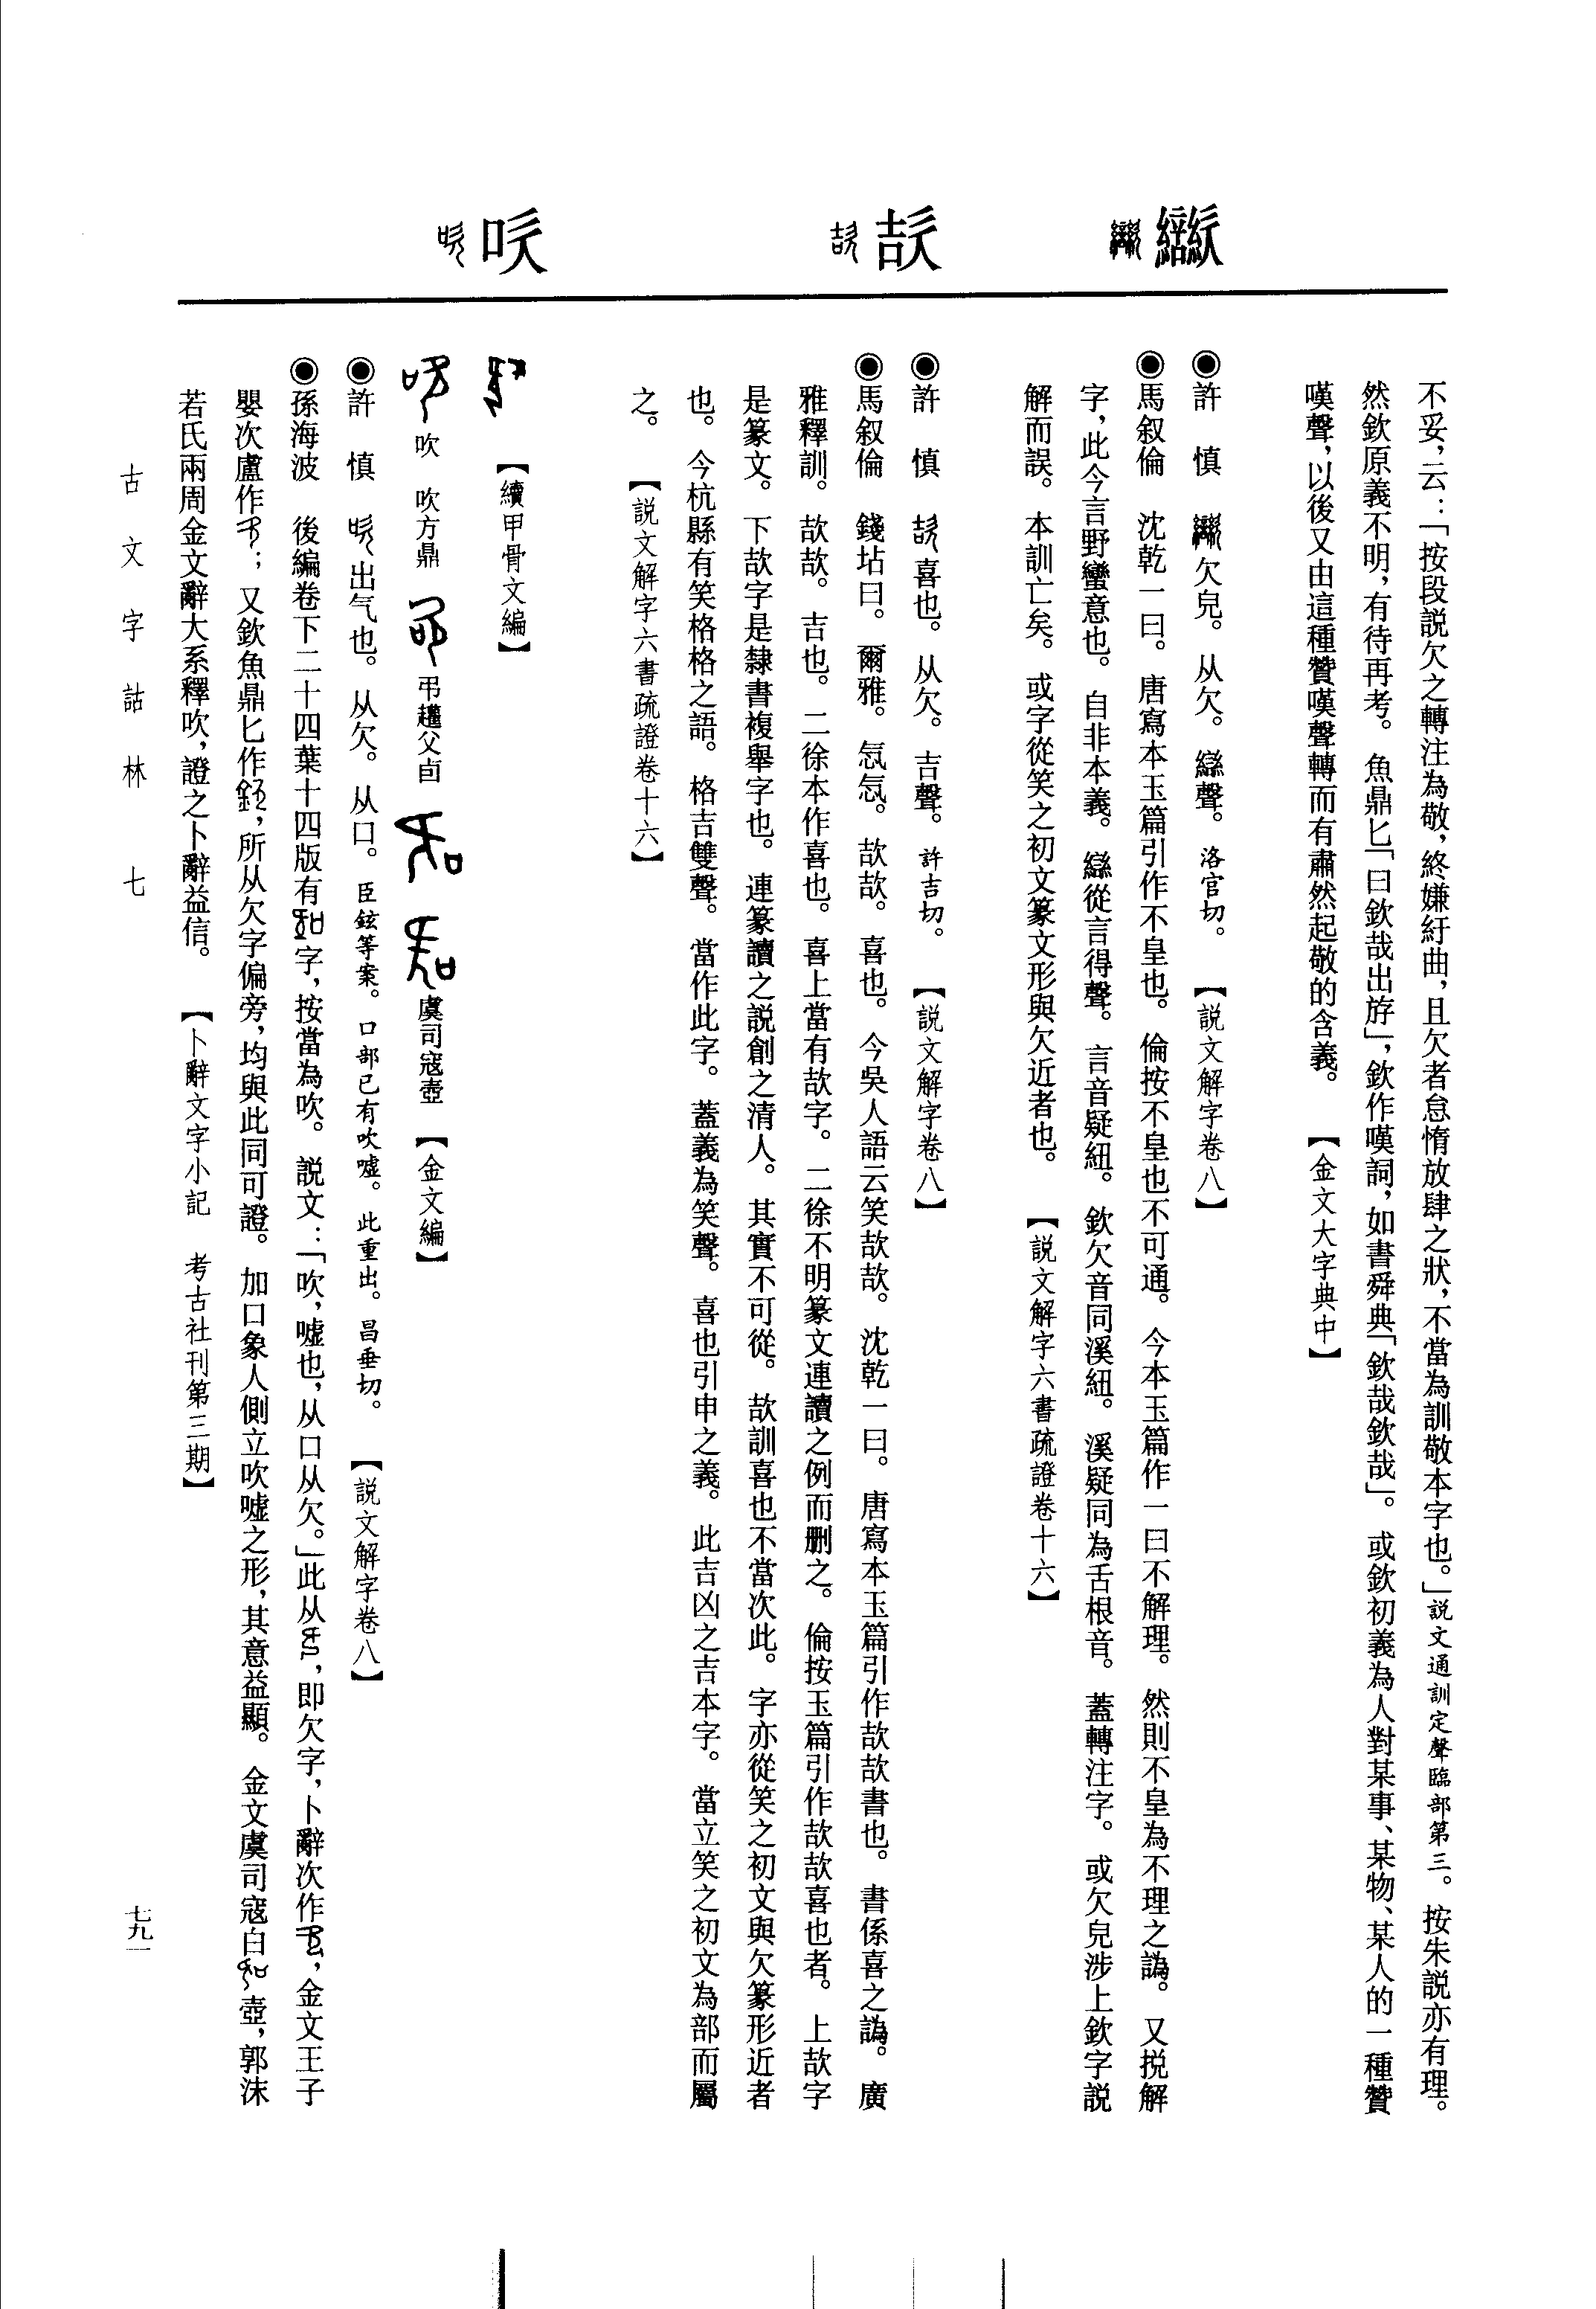 不妥，云：「按段説欠之轉注為敬，終嫌紆曲，且欠者怠惰放肆之狀，不當為訓敬本字也。」説文通訓定聲臨部第三。按朱説亦有理。
然欽原義不明，有待再考。魚鼎匕「曰欽哉出斿」，欽作嘆詞，如書舜典「欽哉欽哉」。或欽初義為人對某事、某物、某人的一種贊
嘆聲，以後又由這種贊嘆聲轉而有肅然起敬的含義。【金文大字典中】
㱍
◉許　慎　欠皃。从欠。䜌聲。洛官切。【説文解字卷八】
◉馬叙倫　沈乾一曰。唐寫本玉篇引作不皇也。倫按不皇也不可通。今本玉篇作一曰不解理。然則不皇為不理之譌。又挩解
字，此今言野蠻意也。自非本義。䜌從言得聲。言音疑紐。欽欠音同溪紐。溪疑同為舌根音。蓋轉注字。或欠皃涉上欽字説
解而誤。本訓亡矣。或字從笑之初文篆文形與欠近者也。【説文解字六書疏證卷十六】
欯
◉許　慎　喜也。从欠。吉聲。許吉切。【説文解字卷八】
◉馬叙倫　錢坫曰。爾雅。忥忥。欯欯。喜也。今吳人語云笑欯欯。沈乾一曰。唐寫本玉篇引作欯欯書也。書係喜之譌。廣
雅釋訓。欯欯。吉也。二徐本作喜也。喜上當有欯字。二徐不明篆文連讀之例而删之。倫按玉篇引作欯欯喜也者。上欯字
是篆文。下欯字是隸書複舉字也。連篆讀之説創之清人。其實不可從。欯訓喜也不當次此。字亦從笑之初文與欠篆形近者
也。今杭縣有笑格格之語。格吉雙聲。當作此字。蓋義為笑聲。喜也引申之義。此吉凶之吉本字。當立笑之初文為部而屬
之。【説文解字六書疏證卷十六】
吹
【續甲骨文編】
吹　吹方鼎　弔趯父卣　虞司寇壺　【金文編】
◉許　慎　出气也。从欠。从口。臣鉉等案。口部已有吹噓。此重出。昌垂切。【説文解字卷八】
◉孫海波　後編卷下二十四葉十四版有字，按當為吹。説文：「吹，噓也，从口从欠。」此从，即欠字，卜辭次作，金文王子
嬰次盧作；又欽魚鼎匕作，所从欠字偏旁，均與此同可證。加口象人側立吹噓之形，其意益顯。金文虞司寇白壺，郭沫
若氏兩周金文辭大系釋吹，證之卜辭益信。【卜辭文字小記　考古社刊第三期】
古文字詁林　七
七九一